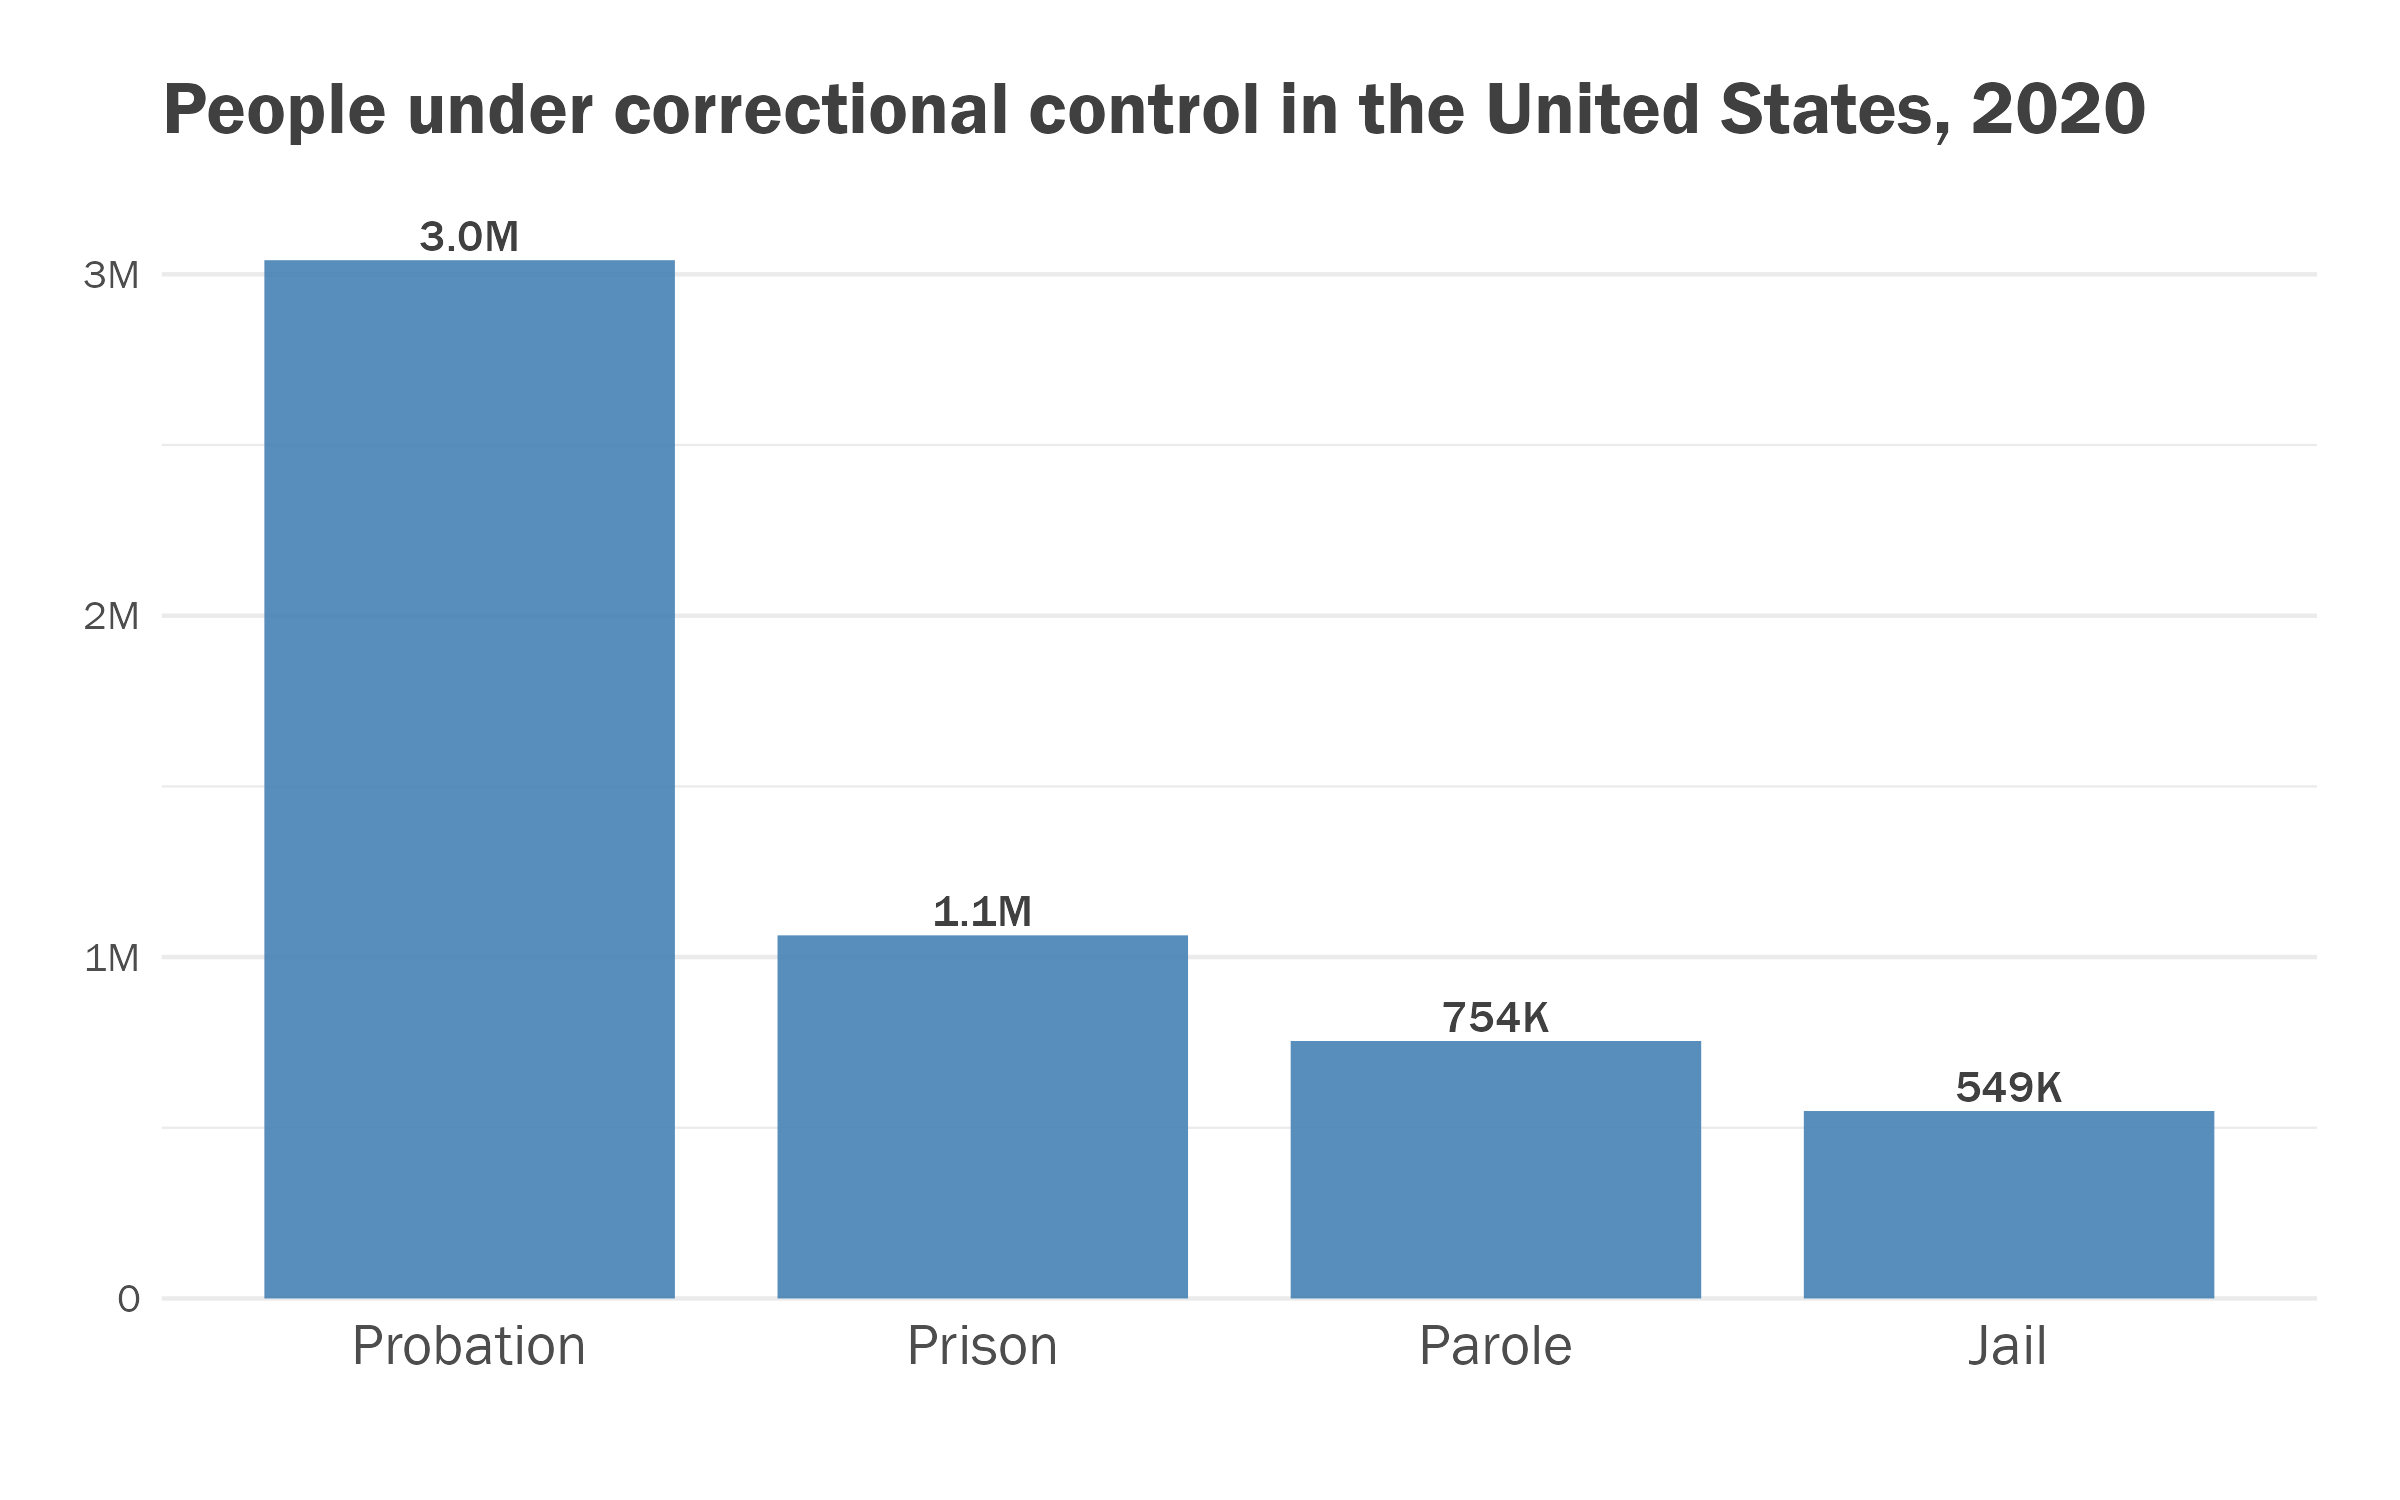 People under correctional control in the United States, 2020
3.0M
3M
2M
1.1M
1M
754K
549K
0
Probation Prison Parole Jail